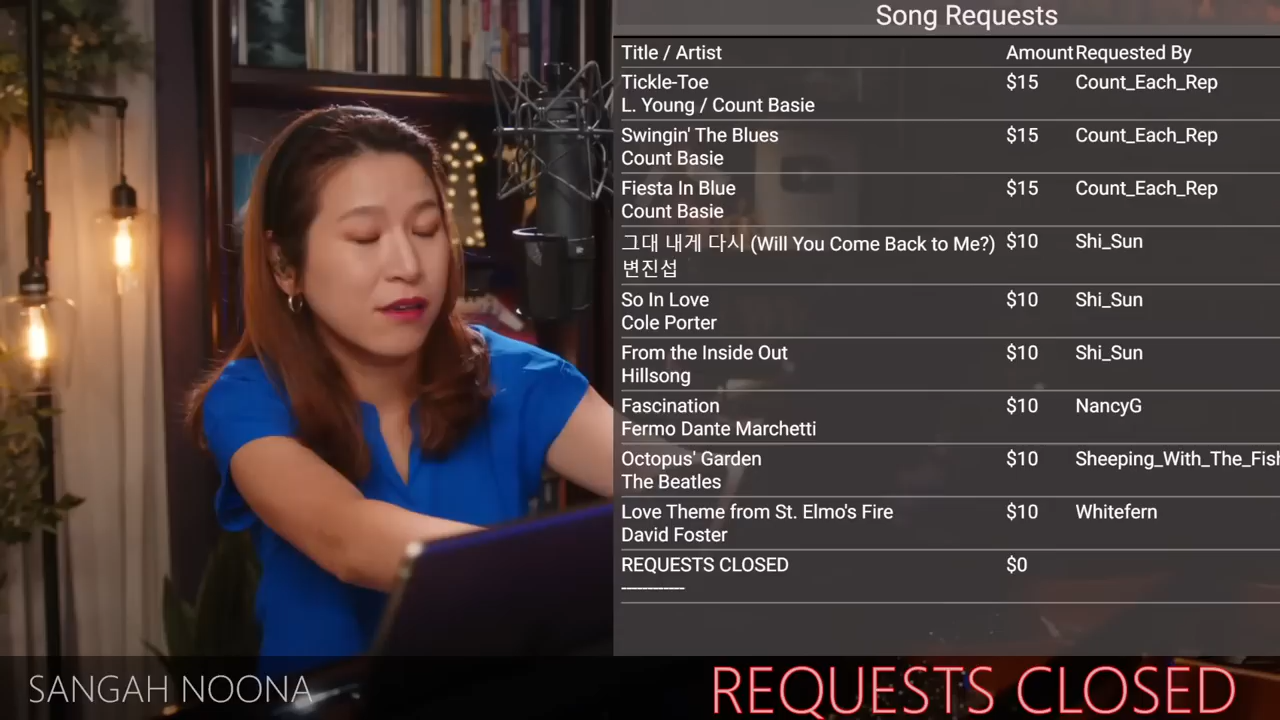 Song Requests
Title / Artist Amount Requested By
Tickle-Toe $15 Count_Each_Rep
L. Young / Count Basie
Swingin' The Blues $15 Count_Each_Rep
Count Basie
Fiesta In Blue $15 Count_Each_Rep
Count Basie
그대 내게 다시 (Will You Come Back to Me?) $10 Shi_Sun
변진섭
So In Love $10 Shi_Sun
Cole Porter
From the Inside Out $10 Shi_Sun
Hillsong
Fascination $10 NancyG
Fermo Dante Marchetti
Octopus' Garden $10 Sheeping_With_The_Fish
The Beatles
Love Theme from St. Elmo's Fire $10 Whitefern
David Foster
REQUESTS CLOSED $0
------------
SANGAH NOONA
REQUESTS CLOSED